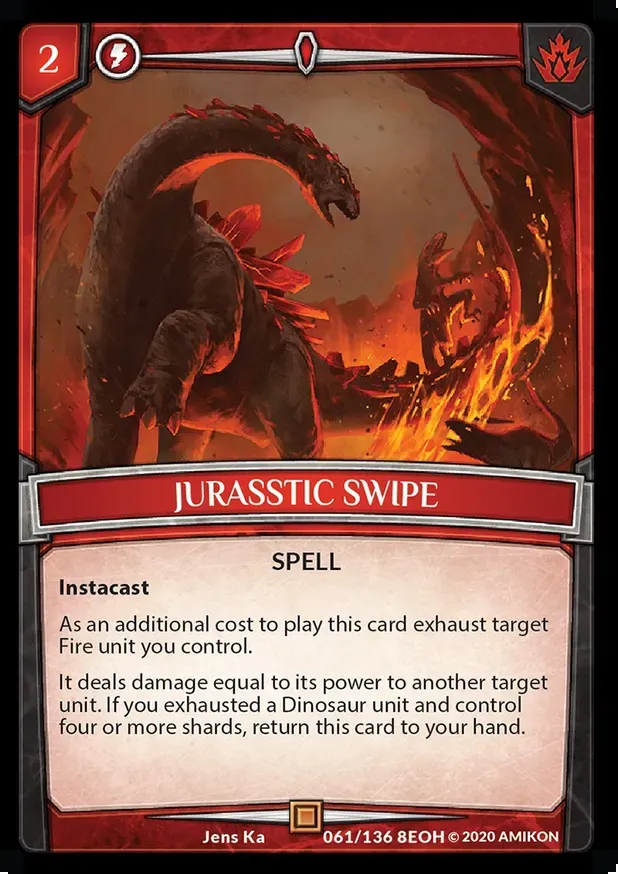 2
JURASSTIC SWIPE
SPELL
Instacast
As an additional cost to play this card exhaust target
Fire unit you control.
It deals damage equal to its power to another target
unit. If you exhausted a Dinosaur unit and control
four or more shards, return this card to your hand.
Jens Ka 061/136 8EOH © 2020 AMIKON